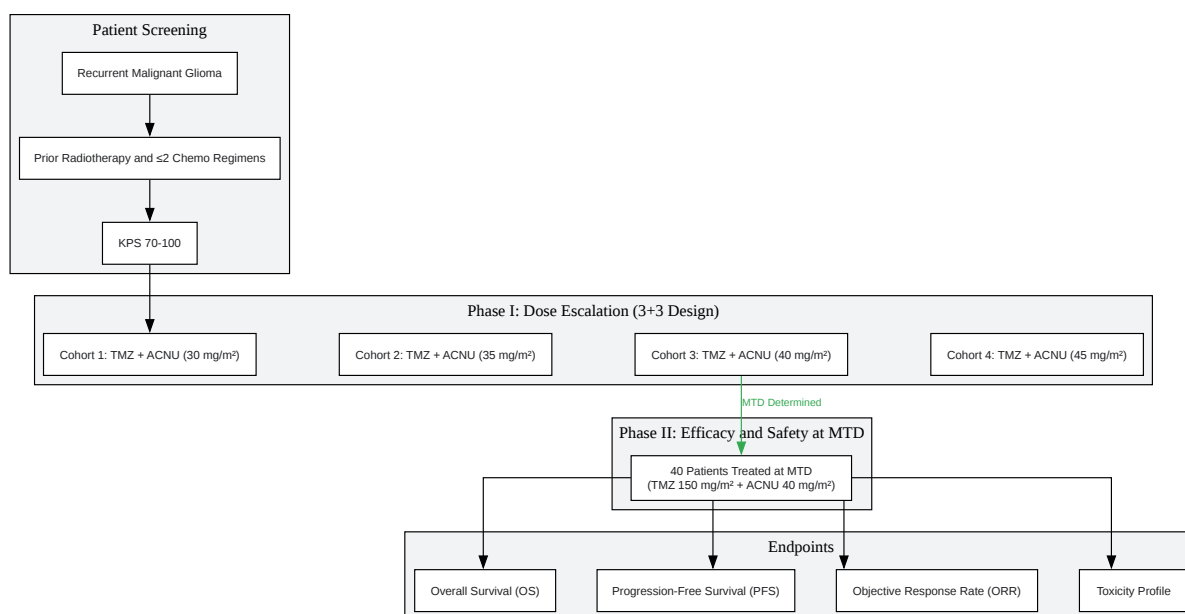 Patient Screening
Recurrent Malignant Glioma
Prior Radiotherapy and ≤2 Chemo Regimens
KPS 70-100
Phase I: Dose Escalation (3+3 Design)
Cohort 1: TMZ + ACNU (30 mg/m²)
Cohort 2: TMZ + ACNU (35 mg/m²)
Cohort 3: TMZ + ACNU (40 mg/m²)
Cohort 4: TMZ + ACNU (45 mg/m²)
MTD Determined
Phase II: Efficacy and Safety at MTD
40 Patients Treated at MTD
(TMZ 150 mg/m² + ACNU 40 mg/m²)
Endpoints
Overall Survival (OS)
Progression-Free Survival (PFS)
Objective Response Rate (ORR)
Toxicity Profile